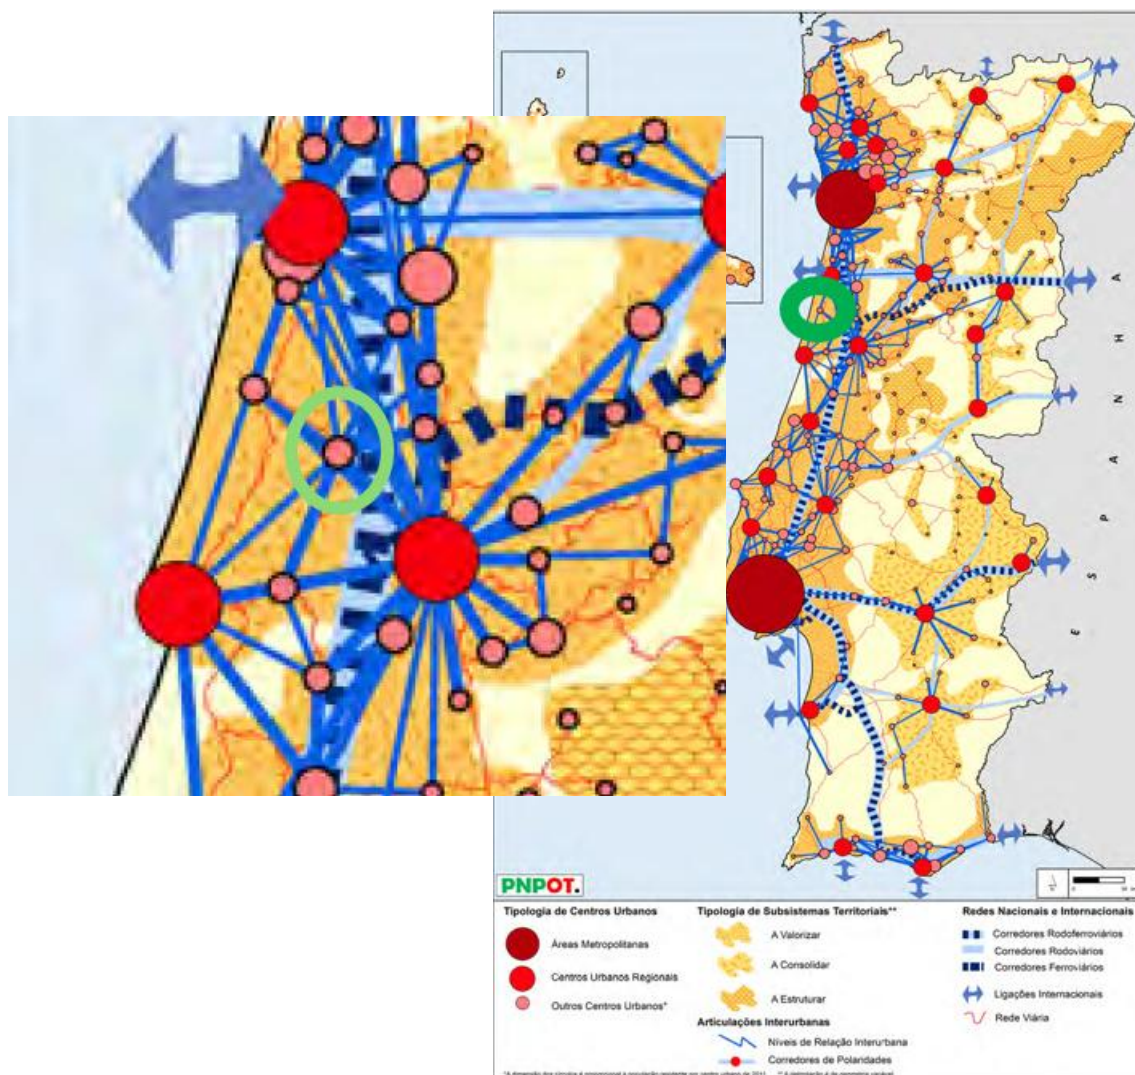 A
H
N
A
P
S
E
PNPOT.
Tipologia de Centros Urbanos
Áreas Metropolitanas
Centros Urbanos Regionais
Outros Centros Urbanos*
Tipologia de Subsistemas Territoriais**
A Valorizar
A Consolidar
A Estruturar
Articulações Interurbanas
Níveis de Relação Interurbana
Corredores de Polaridades
Redes Nacionais e Internacionais
Corredores Rodoferroviários
Corredores Rodoviários
Corredores Ferroviários
Ligações Internacionais
Rede Viária